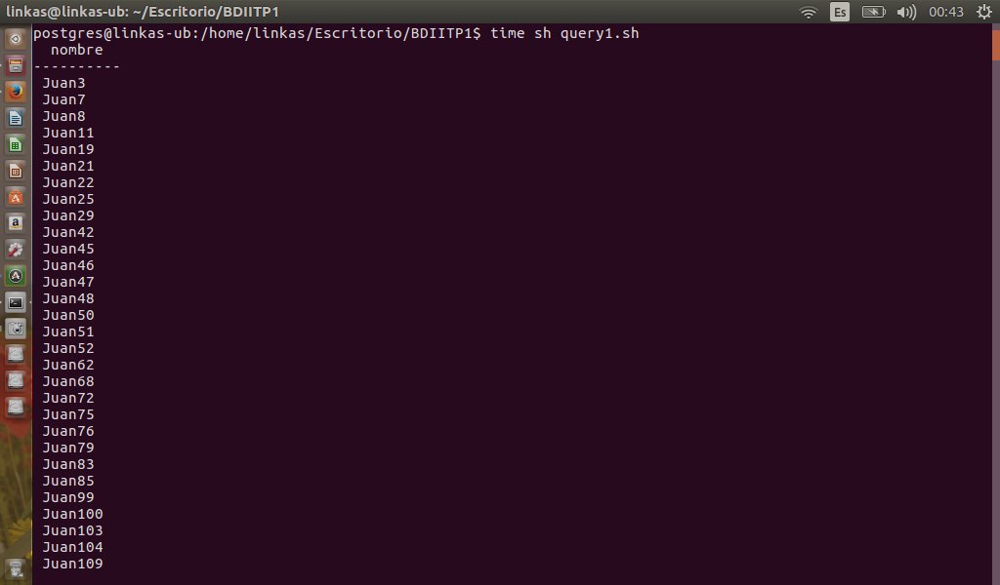 linkas@linkas-ub: ~/Escritorio/BDIITP1
Es
00:43
postgres@linkas-ub:/home/linkas/Escritorio/BDIITP1$ time sh query1.sh
nombre
----------
Juan3
Juan7
Juan8
Juan11
Juan19
Juan21
Juan22
Juan25
Juan29
Juan42
Juan45
Juan46
Juan47
Juan48
Juan50
Juan51
Juan52
Juan62
Juan68
Juan72
Juan75
Juan76
Juan79
Juan83
Juan85
Juan99
Juan100
Juan103
Juan104
Juan109